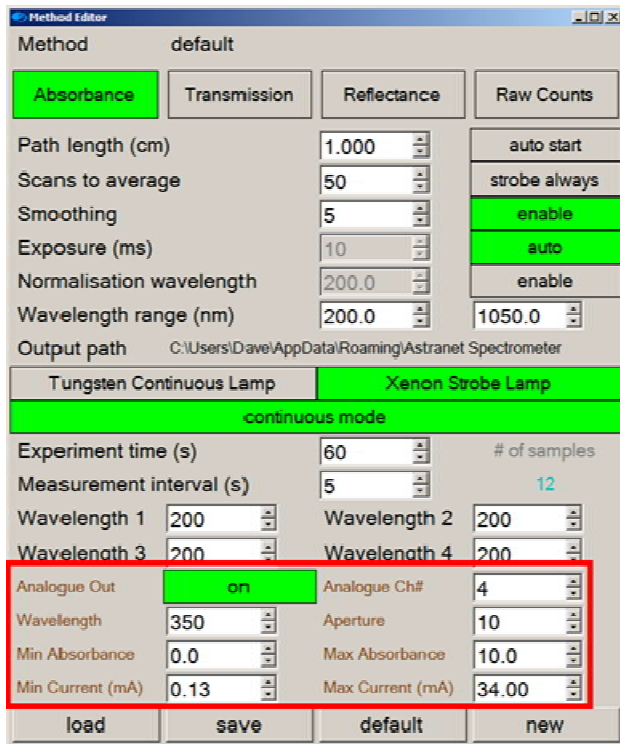 Method Editor
Method default
Absorbance Transmission Reflectance Raw Counts
Path length (cm) 1.000 auto start
Scans to average 50 strobe always
Smoothing 5 enable
Exposure (ms) 10 auto
Normalisation wavelength 200.0 enable
Wavelength range (nm) 200.0 1050.0
Output path C:\Users\Dave\AppData\Roaming\Astranet Spectrometer
Tungsten Continuous Lamp Xenon Strobe Lamp
continuous mode
Experiment time (s) 60 # of samples
Measurement interval (s) 5 12
Wavelength 1 200 Wavelength 2 200
Wavelength 3 200 Wavelength 4 200
Analogue Out on Analogue Ch# 4
Wavelength 350 Aperture 10
Min Absorbance 0.0 Max Absorbance 10.0
Min Current (mA) 0.13 Max Current (mA) 34.00
load save default new